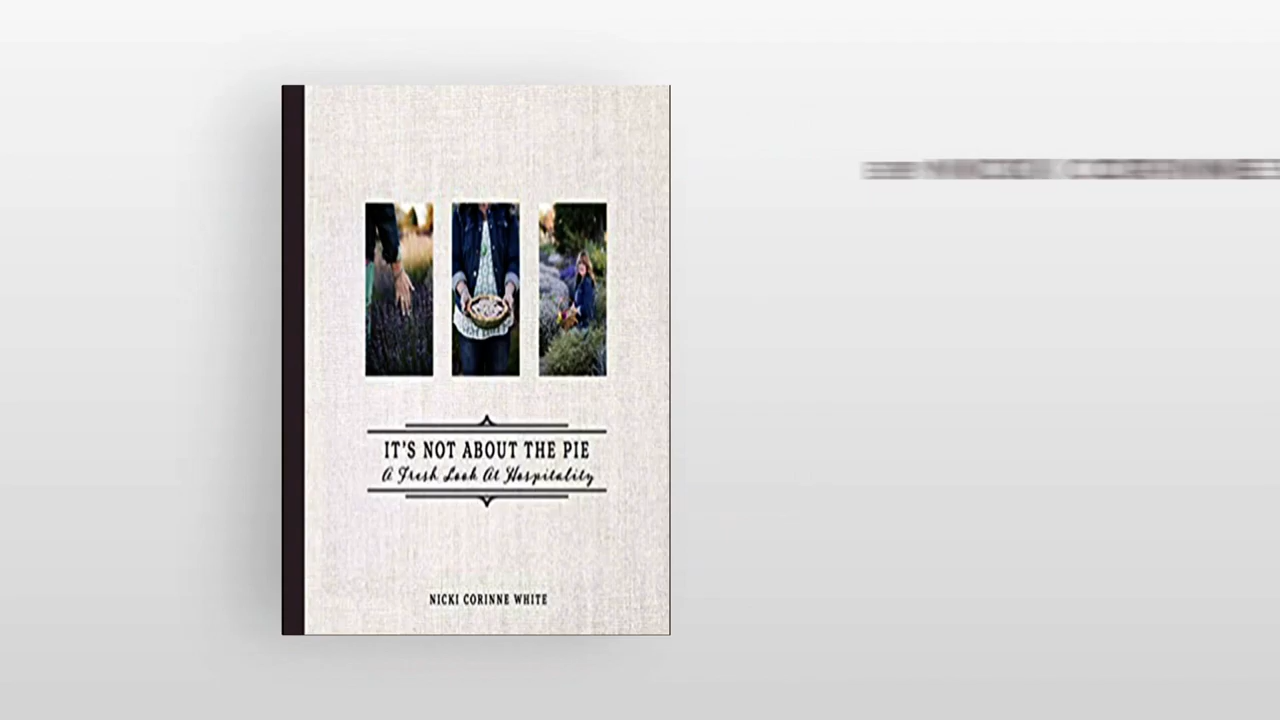 IT'S NOT ABOUT THE PIE
A Fresh Look At Hospitality
NICKI CORINNE WHITE